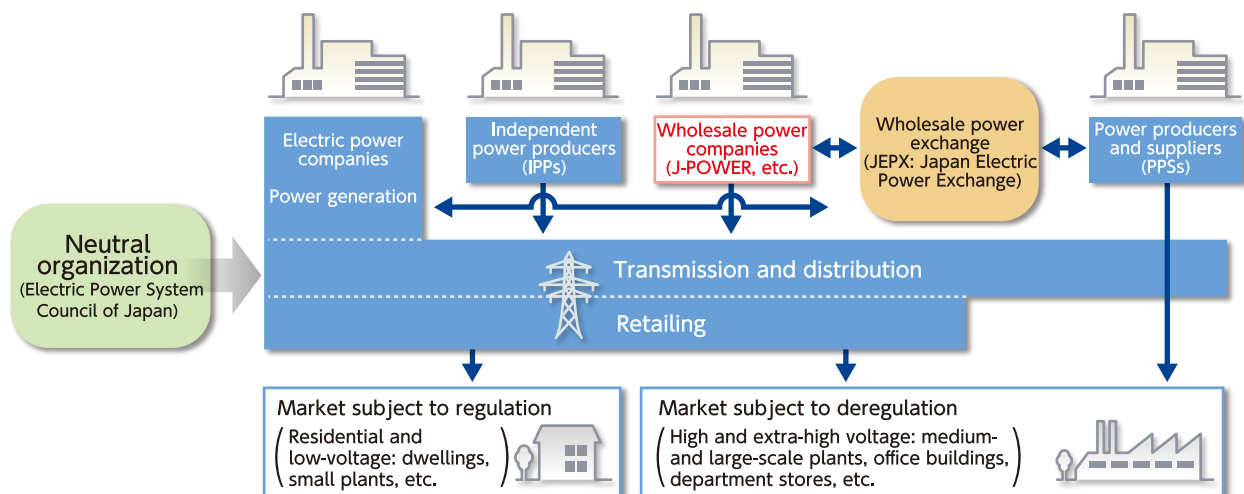 Electric power
companies
Power generation
Independent
power producers
(IPPs)
Wholesale power
companies
(J-POWER, etc.)
Wholesale power
exchange
(JEPX: Japan Electric
Power Exchange)
Power producers
and suppliers
(PPSs)
Neutral
organization
(Electric Power System
Council of Japan)
Transmission and distribution
Retailing
Market subject to regulation
(Residential and
low-voltage: dwellings,
small plants, etc.)
Market subject to deregulation
(High and extra-high voltage: medium-
and large-scale plants, office buildings,
department stores, etc.)